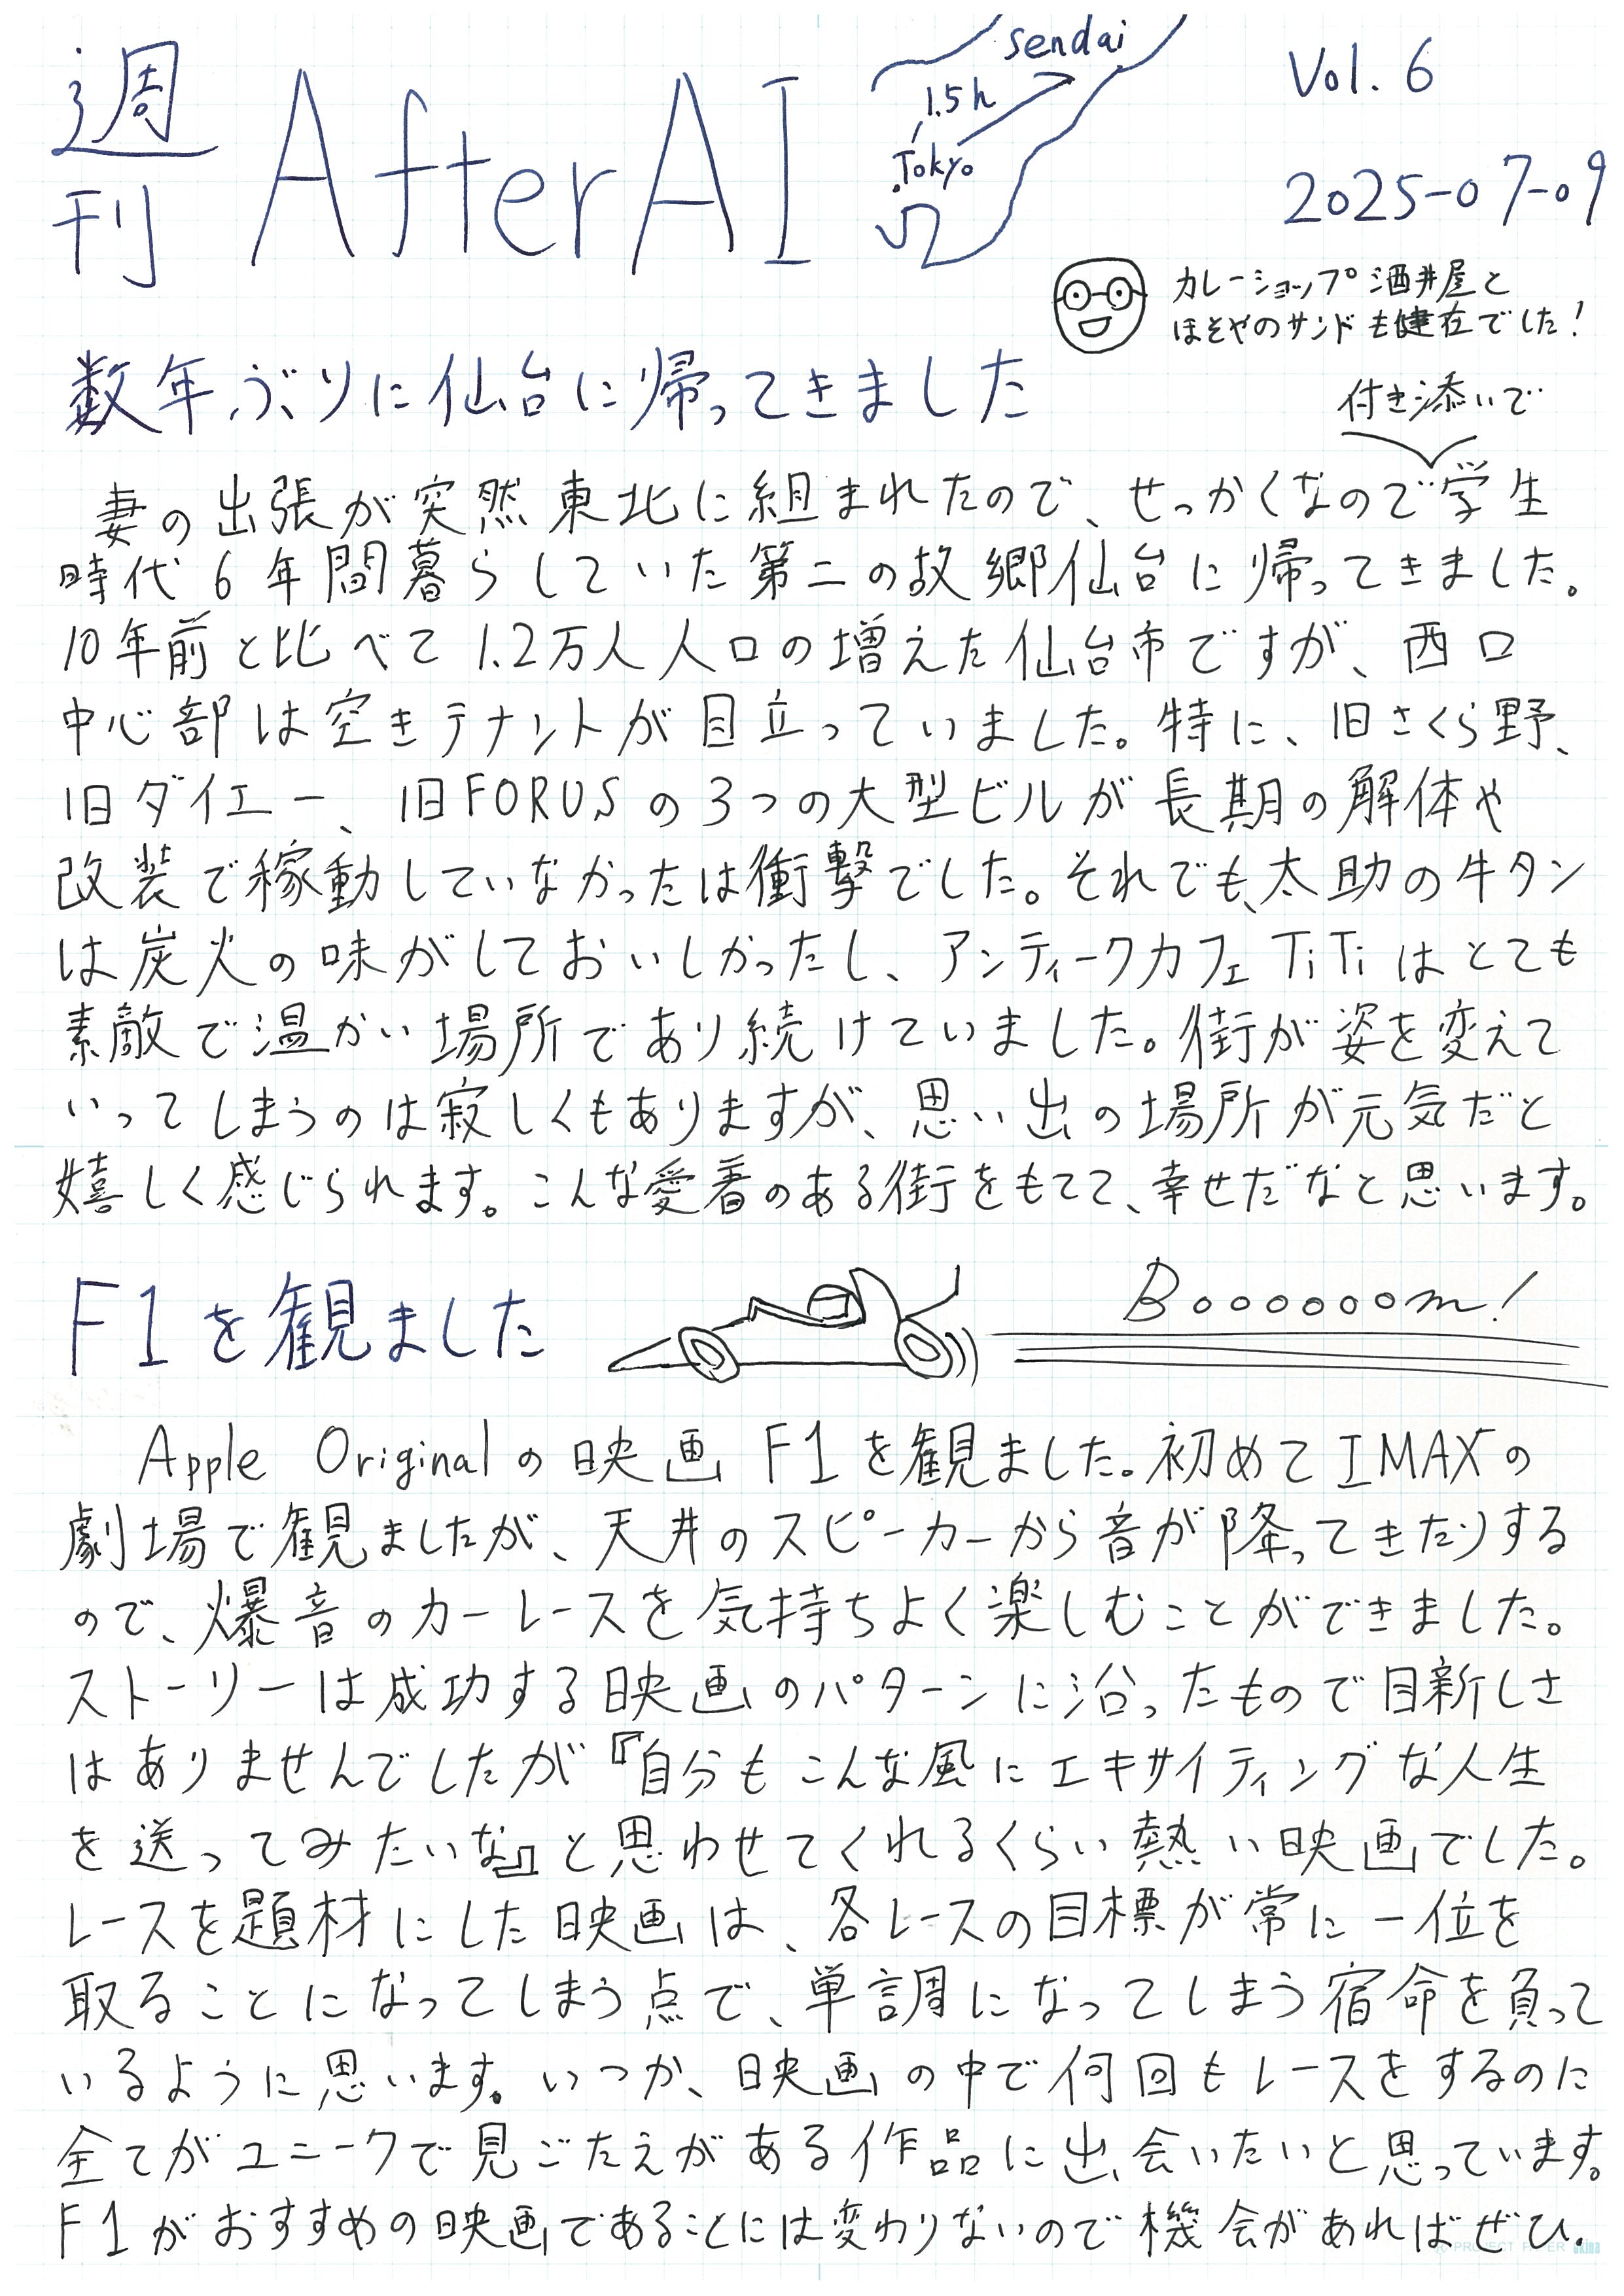 週刊 AfterAI
sendai
1.5h
Tokyo
Vol. 6
2025-07-09
カレーショップ酒井屋と
ほそやのサンドも健在でした!
数年ぶりに仙台に帰ってきました
付き添いで
妻の出張が突然東北に組まれたので、せっかくなので学生
時代6年間暮らしていた第二の故郷仙台に帰ってきました。
10年前と比べて1.2万人人口の増えた仙台市ですが、西口
中心部は空きテナントが目立っていました。特に、旧さくら野、
旧ダイエー、旧FORUSの3つの大型ビルが長期の解体や
改装で稼動していなかったは衝撃でした。それでも、太助の牛タン
は炭火の味がしておいしかったし、アンティークカフェTiTiはとても
素敵で温かい場所であり続けていました。街が姿を変えて
いってしまうのは寂しくもありますが、思い出の場所が元気だと
嬉しく感じられます。こんな愛着のある街をもてて、幸せだなと思います。
F1を観ました
Boooooom!
Apple Originalの映画F1を観ました。初めてIMAXの
劇場で観ましたが、天井のスピーカーから音が降ってきたりする
ので、爆音のカーレースを気持ちよく楽しむことができました。
ストーリーは成功する映画のパターンに沿ったもので目新しさ
はありませんでしたが『自分もこんな風にエキサイティングな人生
を送ってみたいな』と思わせてくれるくらい熱い映画でした。
レースを題材にした映画は、各レースの目標が常に一位を
取ることになってしまう点で、単調になってしまう宿命を負って
いるように思います。いつか、映画の中で何回もレースをするのに
全てがユニークで見ごたえがある作品に出会いたいと思っています。
F1がおすすめの映画であることには変わりないので機会があればぜひ.
PROJECT PAPER okina